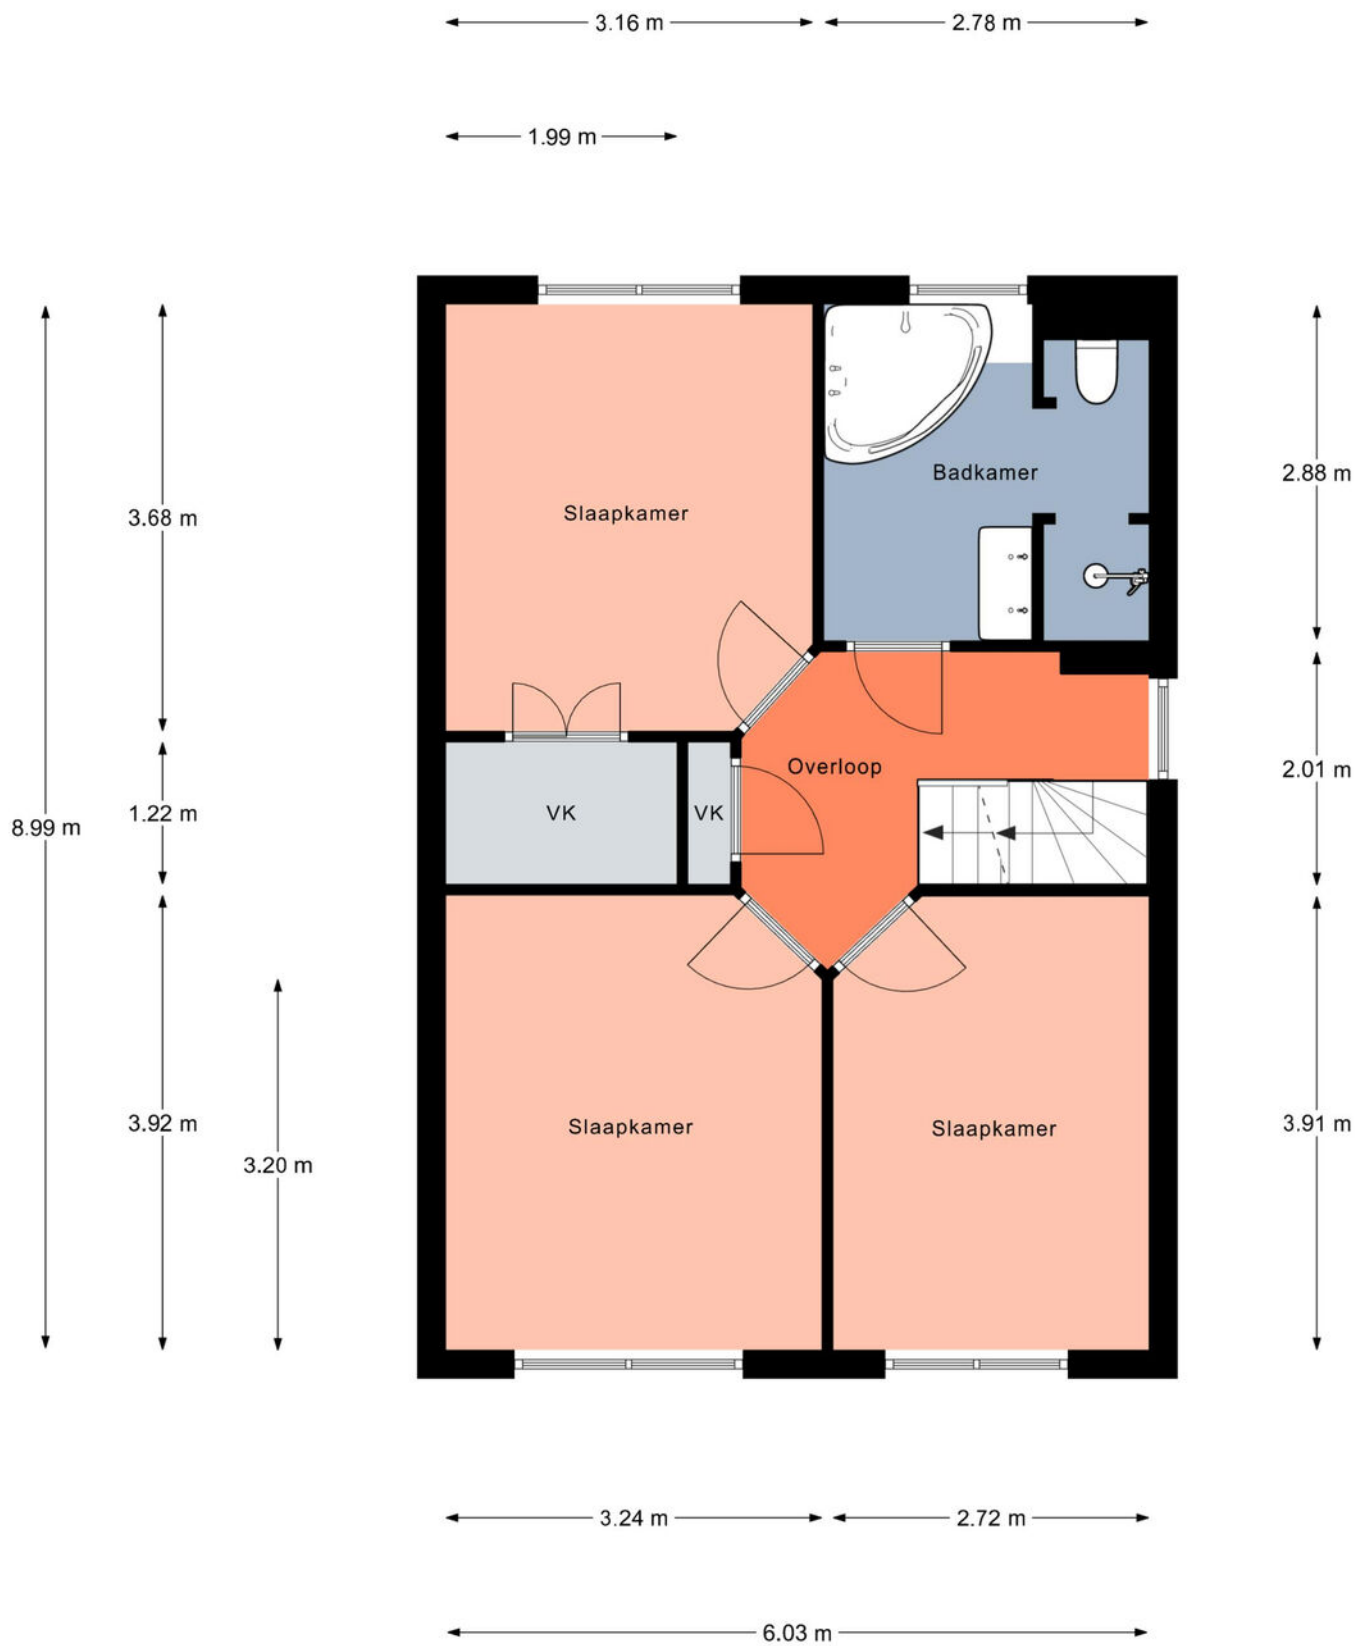 3.16 m
2.78 m
1.99 m
Badkamer
2.88 m
Slaapkamer
3.68 m
Overloop
2.01 m
VK
VK
1.22 m
8.99 m
3.92 m
Slaapkamer
Slaapkamer
3.91 m
3.20 m
3.24 m
2.72 m
6.03 m